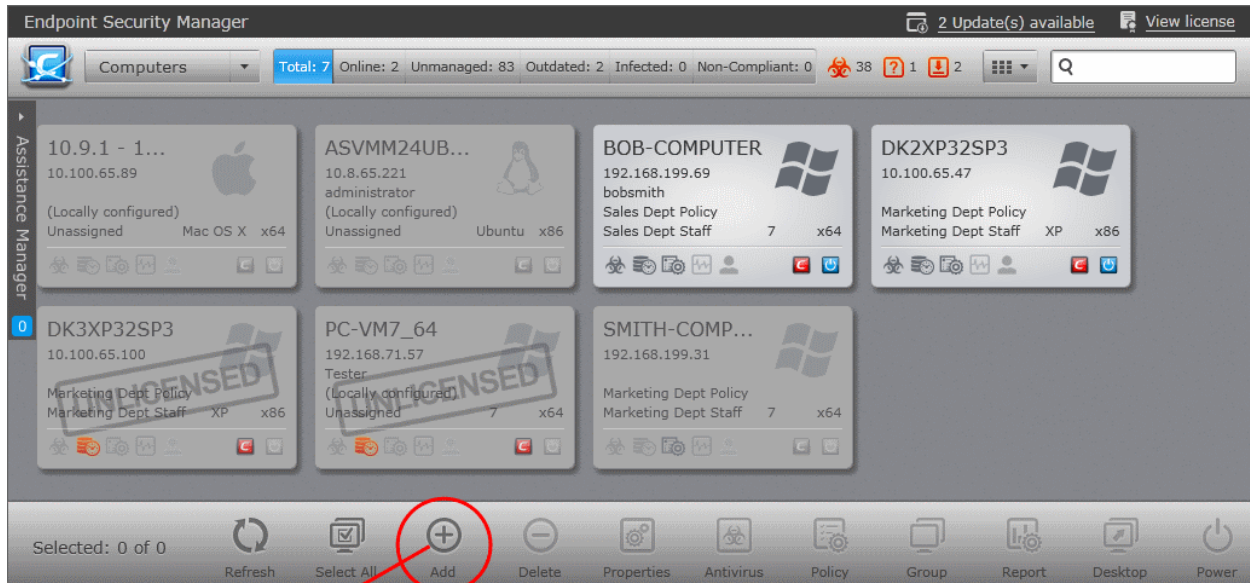 Endpoint Security Manager
2 Update(s) available
View license
Computers
Total: 7 Online: 2 Unmanaged: 83 Outdated: 2 Infected: 0 Non-Compliant: 0
38 1 2
Assistance Manager
0
10.9.1 - 1...
10.100.65.89
(Locally configured)
Unassigned Mac OS X x64
ASVMM24UB...
10.8.65.221
administrator
(Locally configured)
Unassigned Ubuntu x86
BOB-COMPUTER
192.168.199.69
bobsmith
Sales Dept Policy
Sales Dept Staff 7 x64
DK2XP32SP3
10.100.65.47
Marketing Dept Policy
Marketing Dept Staff XP x86
DK3XP32SP3
10.100.65.100
Marketing Dept Policy
Marketing Dept Staff XP x86
UNLICENSED
PC-VM7_64
192.168.71.57
Tester
(Locally configured)
Unassigned 7 x64
UNLICENSED
SMITH-COMP...
192.168.199.31
Marketing Dept Policy
Marketing Dept Staff 7 x64
Selected: 0 of 0
Refresh
Select All
Add
Delete
Properties
Antivirus
Policy
Group
Report
Desktop
Power